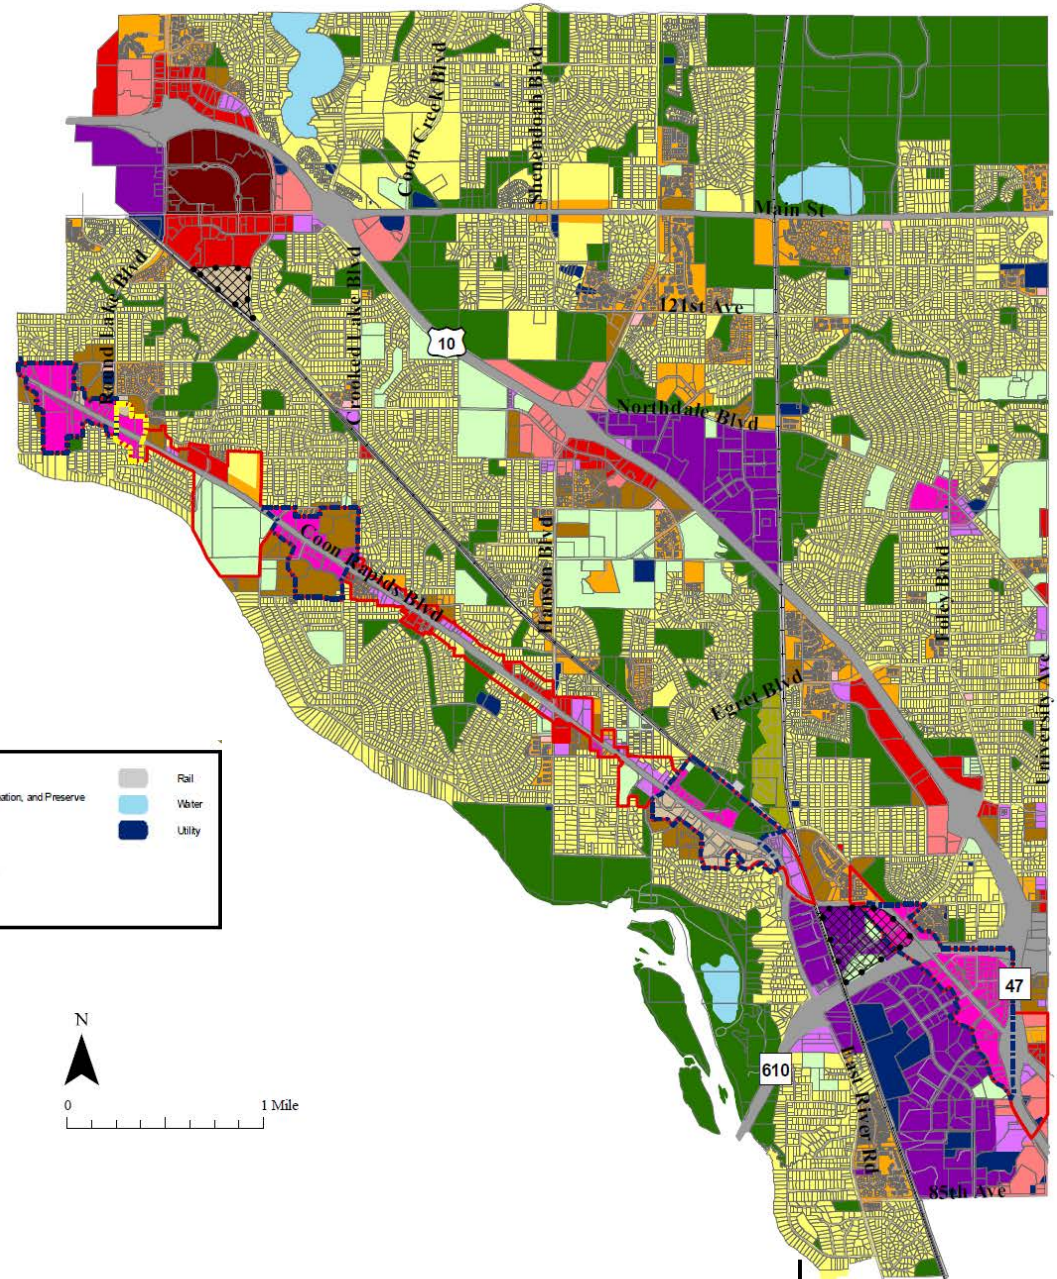 Coon Creek Blvd
Shenendoah Blvd
Main St
Round Lake Blvd
Crooked Lake Blvd
121st Ave
10
Northdale Blvd
Coon Rapids Blvd
Hanson Blvd
Foley Blvd
Egret Blvd
University Ave
Rail
ation, and Preserve
Water
Utility
47
N
610
East River Rd
0 1 Mile
85th Ave